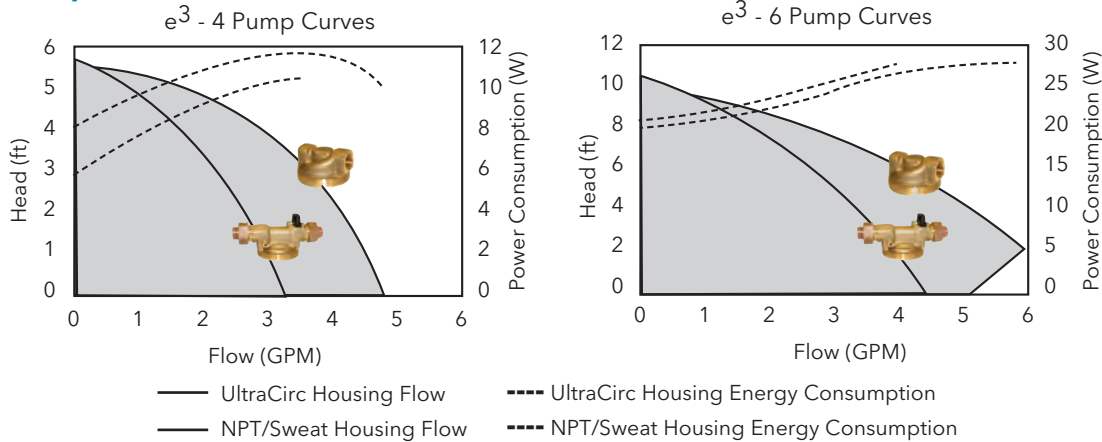 e³ - 4 Pump Curves
Head (ft)
6
5
4
3
2
1
0
12
10
8
6
4
2
0
Power Consumption (W)
0 1 2 3 4 5 6
Flow (GPM)
e³ - 6 Pump Curves
Head (ft)
12
10
8
6
4
2
0
30
25
20
15
10
5
0
Power Consumption (W)
0 1 2 3 4 5 6
Flow (GPM)
UltraCirc Housing Flow
UltraCirc Housing Energy Consumption
NPT/Sweat Housing Flow
NPT/Sweat Housing Energy Consumption